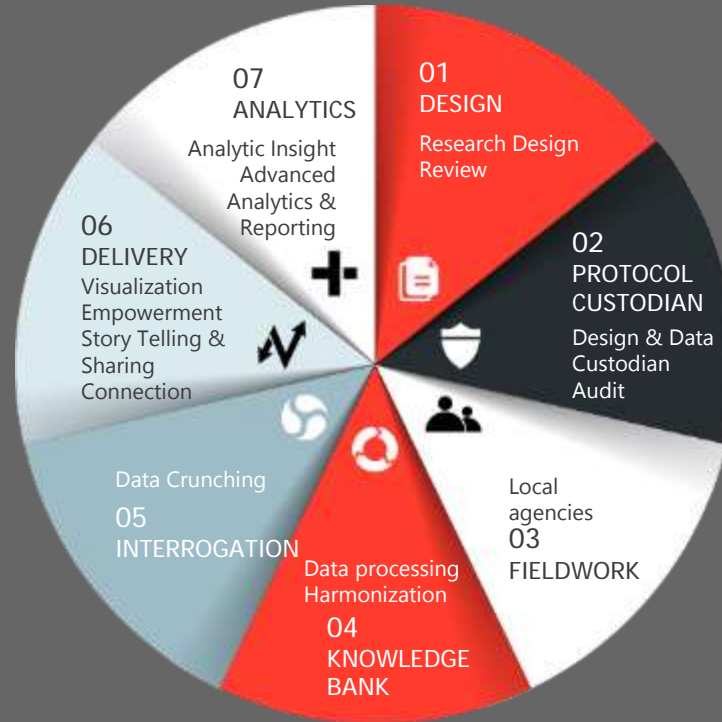 01
DESIGN
Research Design
Review
02
PROTOCOL
CUSTODIAN
Design & Data
Custodian
Audit
Local
agencies
03
FIELDWORK
Data processing
Harmonization
04
KNOWLEDGE
BANK
Data Crunching
05
INTERROGATION
06
DELIVERY
Visualization
Empowerment
Story Telling &
Sharing
Connection
07
ANALYTICS
Analytic Insight
Advanced
Analytics &
Reporting